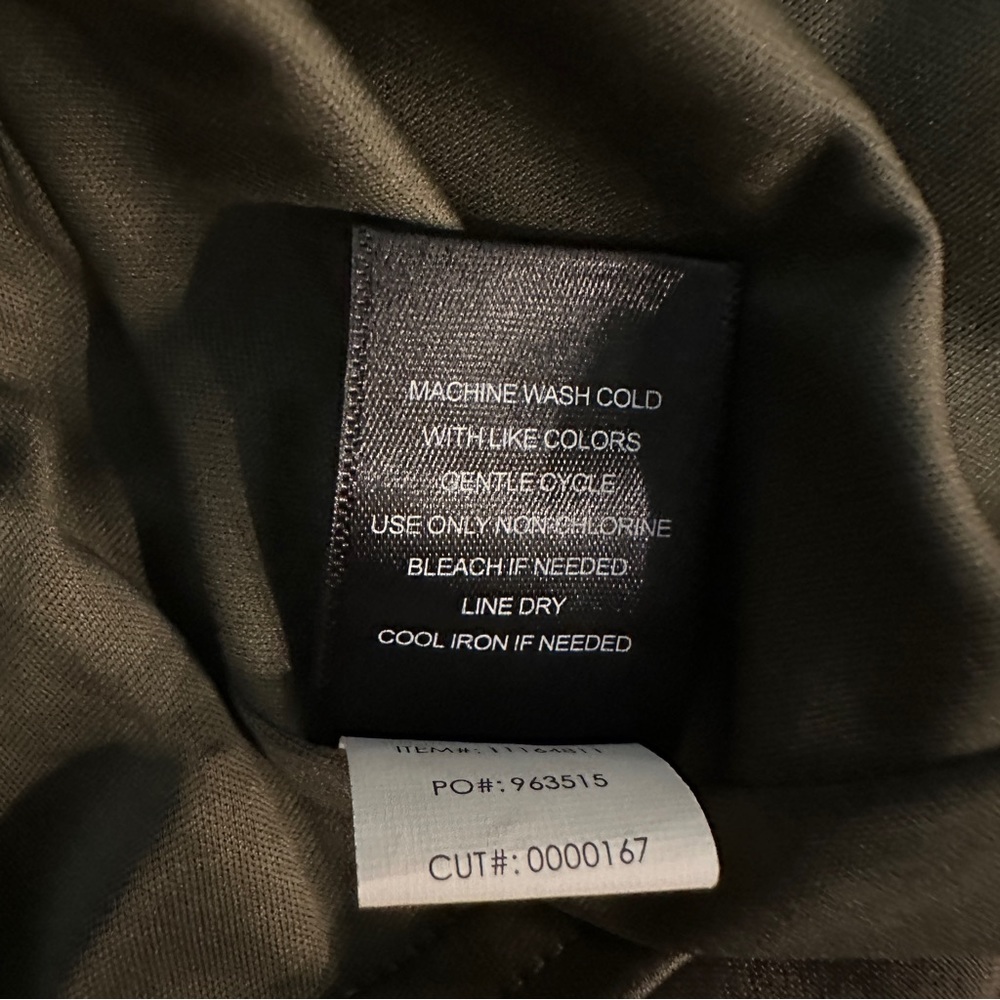 MACHINE WASH COLD
WITH LIKE COLORS
GENTLE CYCLE
USE ONLY NON-CHLORINE
BLEACH IF NEEDED
LINE DRY
COOL IRON IF NEEDED
ITEM#:
PO#: 963515
CUT#: 0000167